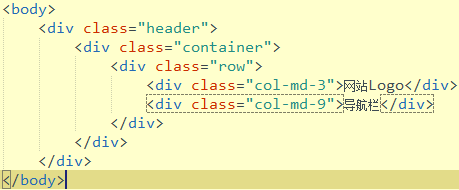 <body>
<div class="header">
<div class="container">
<div class="row">
<div class="col-md-3">网站Logo</div>
<div class="col-md-9">导航栏</div>
</div>
</div>
</div>
</body>